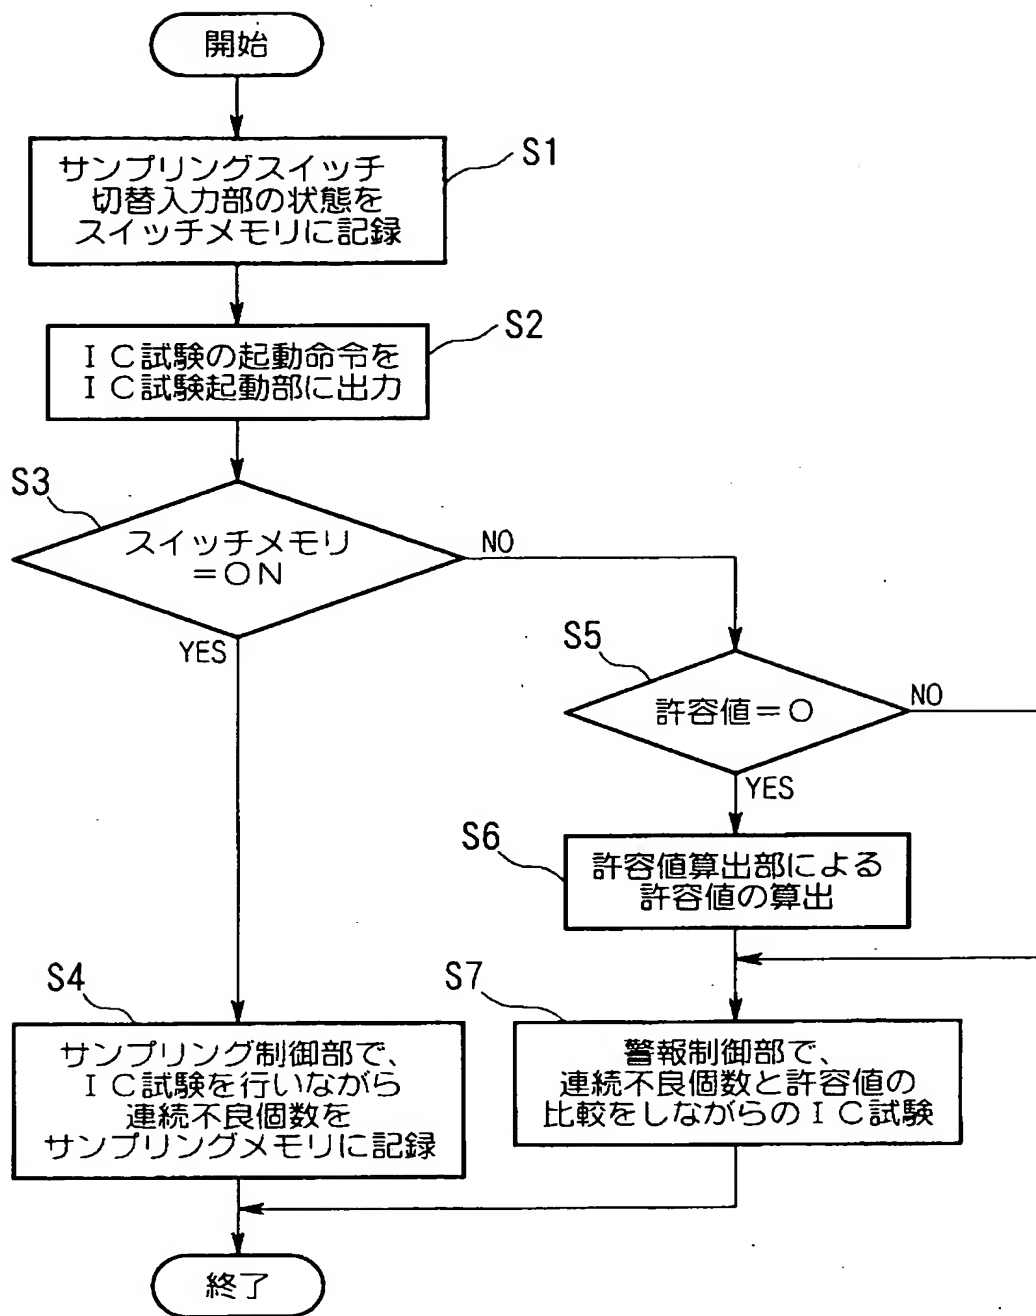 開始
サンプリングスイッチ
切替入力部の状態を
スイッチメモリに記録
S1
IC試験の起動命令を
IC試験起動部に出力
S2
S3
スイッチメモリ
=ON
NO
YES
S5
許容値=0
NO
YES
S6
許容値算出部による
許容値の算出
S4
サンプリング制御部で、
IC試験を行いながら
連続不良個数を
サンプリングメモリに記録
S7
警報制御部で、
連続不良個数と許容値の
比較をしながらのIC試験
終了